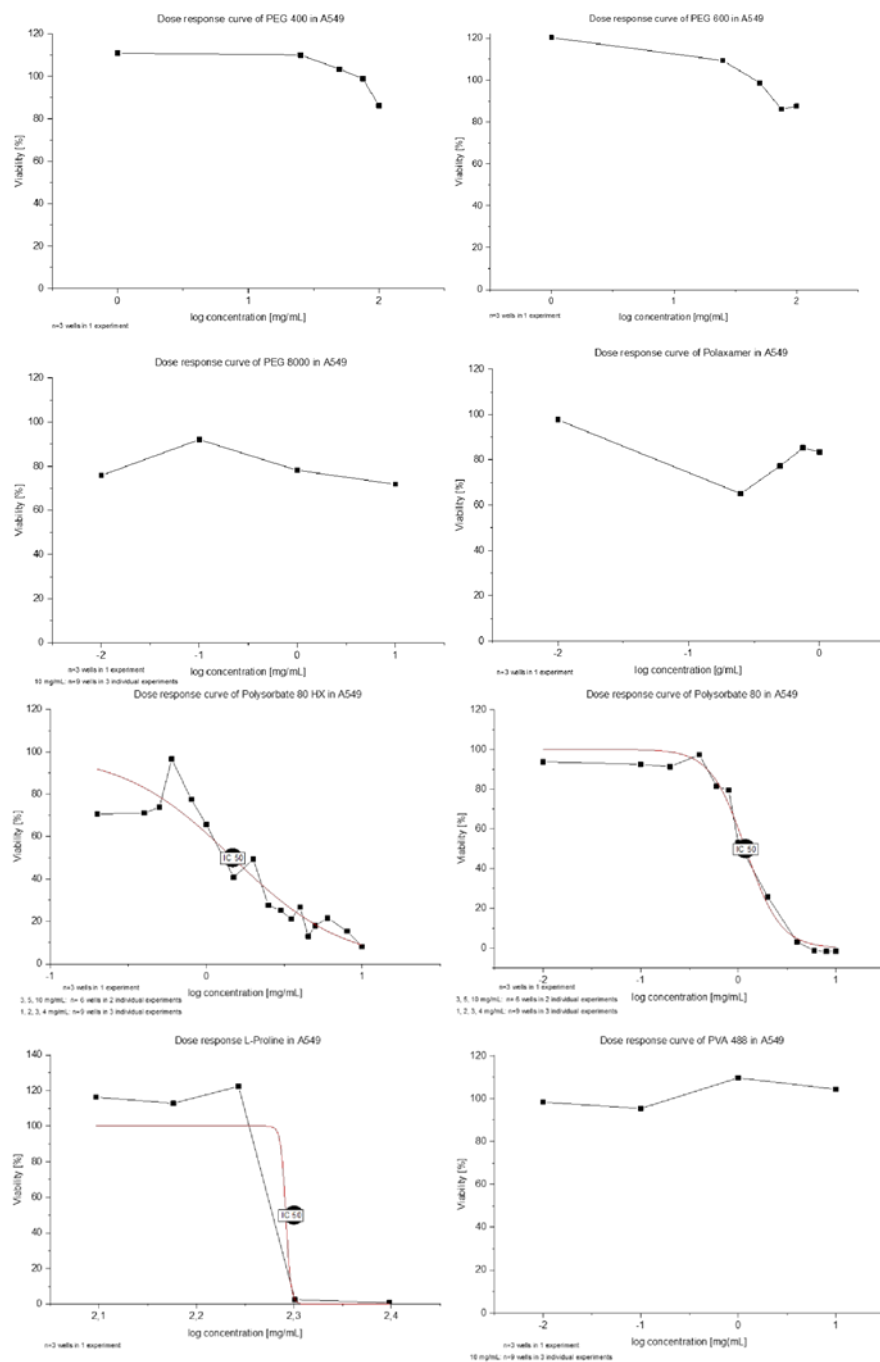 Dose response curve of PEG 400 in A549
120
100
80
60
40
20
0
Viability [%]
0
1
2
log concentration [mg/mL]
n=3 wells in 1 experiment
Dose response curve of PEG 600 in A549
120
100
80
60
40
20
0
Viability [%]
0
1
2
log concentration [mg(mL]
n=3 wells in 1 experiment
Dose response curve of PEG 8000 in A549
120
100
80
60
40
20
0
Viability [%]
-2
-1
0
1
log concentration [mg/mL]
n=3 wells in 1 experiment
10 mg/mL: n=9 wells in 3 individual experiments
Dose response curve of Polaxamer in A549
120
100
80
60
40
20
0
Viability [%]
-2
-1
0
log concentration [g/mL]
n=3 wells in 1 experiment
Dose response curve of Polysorbate 80 HX in A549
120
100
80
60
40
20
0
Viability [%]
IC 50
-1
0
1
log concentration [mg/mL]
n=3 wells in 1 experiment
3, 5, 10 mg/mL: n= 6 wells in 2 individual experiments
1, 2, 3, 4 mg/mL: n=9 wells in 3 individual experiments
Dose response curve of Polysorbate 80 in A549
120
100
80
60
40
20
0
Viability [%]
IC 50
-2
-1
0
1
log concentration [mg/mL]
n=3 wells in 1 experiment
3, 5, 10 mg/mL: n= 6 wells in 2 individual experiments
1, 2, 3, 4 mg/mL: n=9 wells in 3 individual experiments
Dose response L-Proline in A549
140
120
100
80
60
40
20
0
Viability [%]
IC 50
2,1
2,2
2,3
2,4
log concentration [mg/mL]
n=3 wells in 1 experiment
Dose response curve of PVA 488 in A549
120
100
80
60
40
20
0
Viability [%]
-2
-1
0
1
log concentration [mg(mL]
n=3 wells in 1 experiment
10 mg/mL: n=9 wells in 3 individual experiments